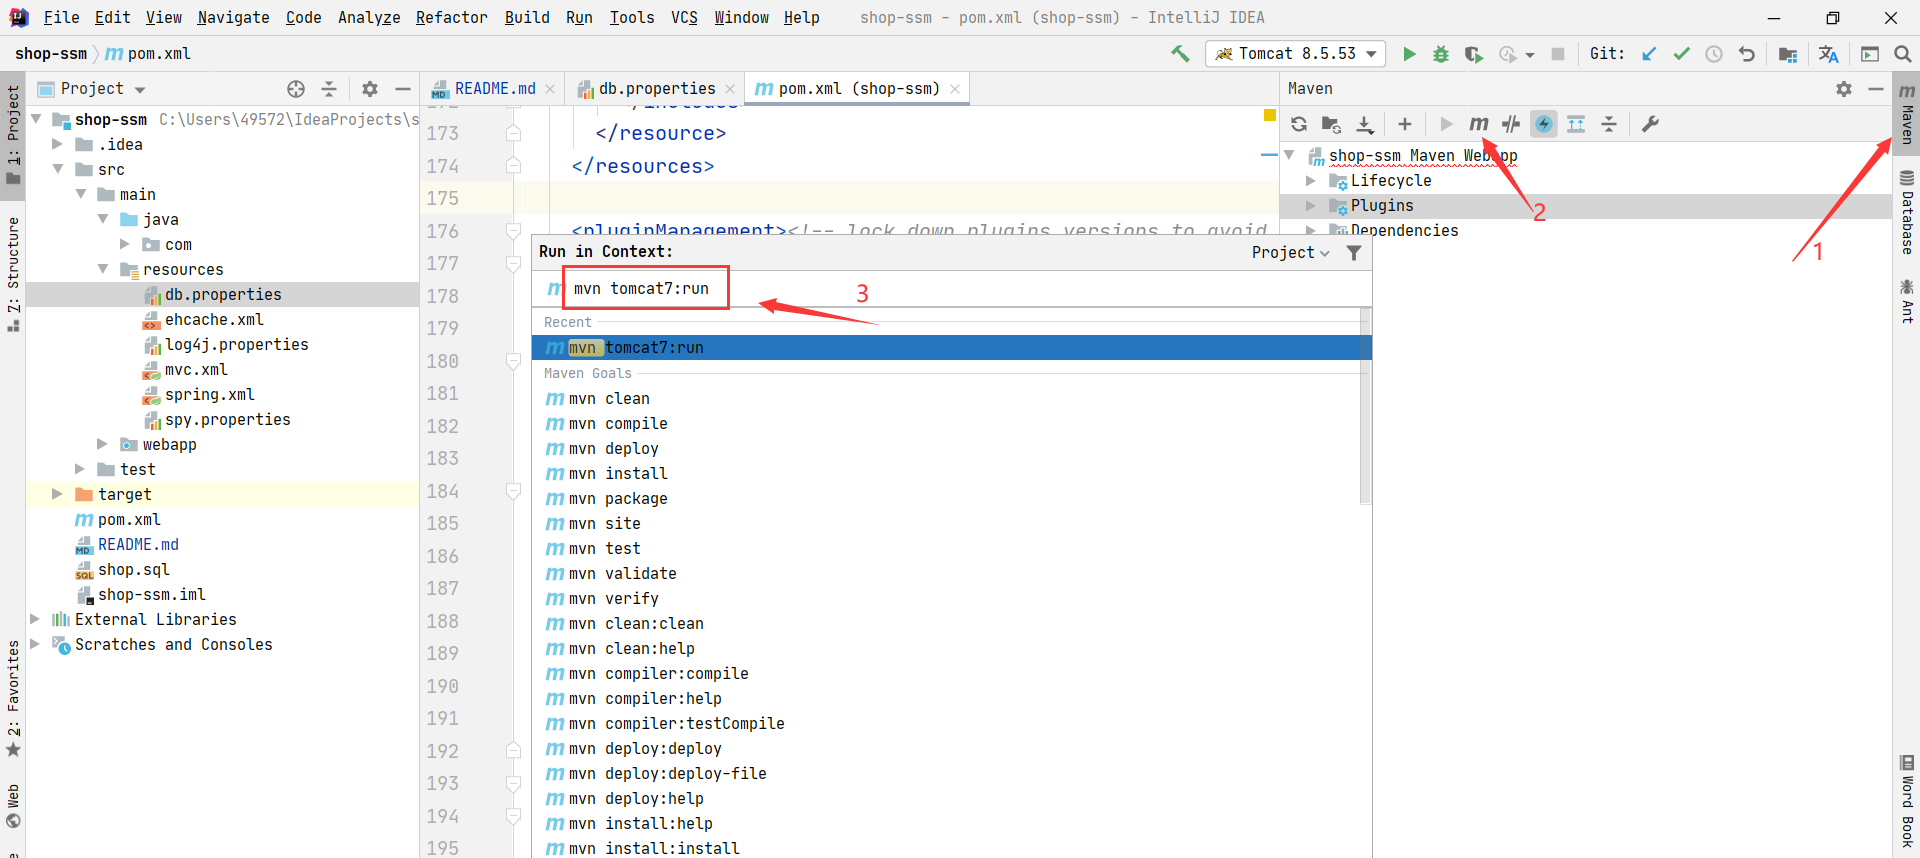 File Edit View Navigate Code Analyze Refactor Build Run Tools VCS Window Help shop-ssm - pom.xml (shop-ssm) - IntelliJ IDEA
shop-ssm pom.xml
Tomcat 8.5.53 Git:
1: Project
7: Structure
2: Favorites
Web
Project
shop-ssm C:\Users\49572\IdeaProjects\s
.idea
src
main
java
com
resources
db.properties
ehcache.xml
log4j.properties
mvc.xml
spring.xml
spy.properties
webapp
test
target
pom.xml
README.md
shop.sql
shop-ssm.iml
External Libraries
Scratches and Consoles
README.md db.properties pom.xml (shop-ssm)
173 </resource>
174 </resources>
175
176 <pluginManagement><!-- lock down plugins versions to avoid
177
178
179
180
181
182
183
184
185
186
187
188
189
190
191
192
193
194
195
Run in Context: Project
mvn tomcat7:run
3
Recent
mvn tomcat7:run
Maven Goals
mvn clean
mvn compile
mvn deploy
mvn install
mvn package
mvn site
mvn test
mvn validate
mvn verify
mvn clean:clean
mvn clean:help
mvn compiler:compile
mvn compiler:help
mvn compiler:testCompile
mvn deploy:deploy
mvn deploy:deploy-file
mvn deploy:help
mvn install:help
mvn install:install
Maven
shop-ssm Maven Webapp
Lifecycle
Plugins
Dependencies
2
1
Maven
Database
Ant
Word Book